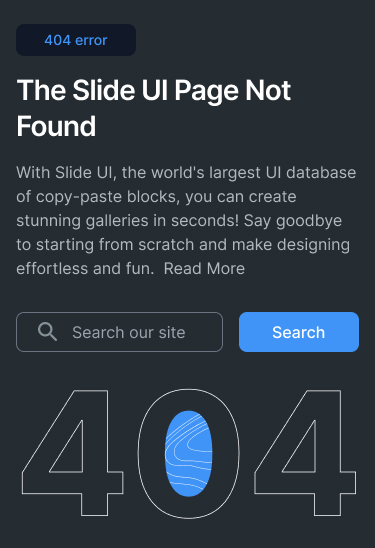 404 error
The Slide UI Page Not
Found
With Slide UI, the world's largest UI database
of copy-paste blocks, you can create
stunning galleries in seconds! Say goodbye
to starting from scratch and make designing
effortless and fun. Read More
Search our site
Search
404